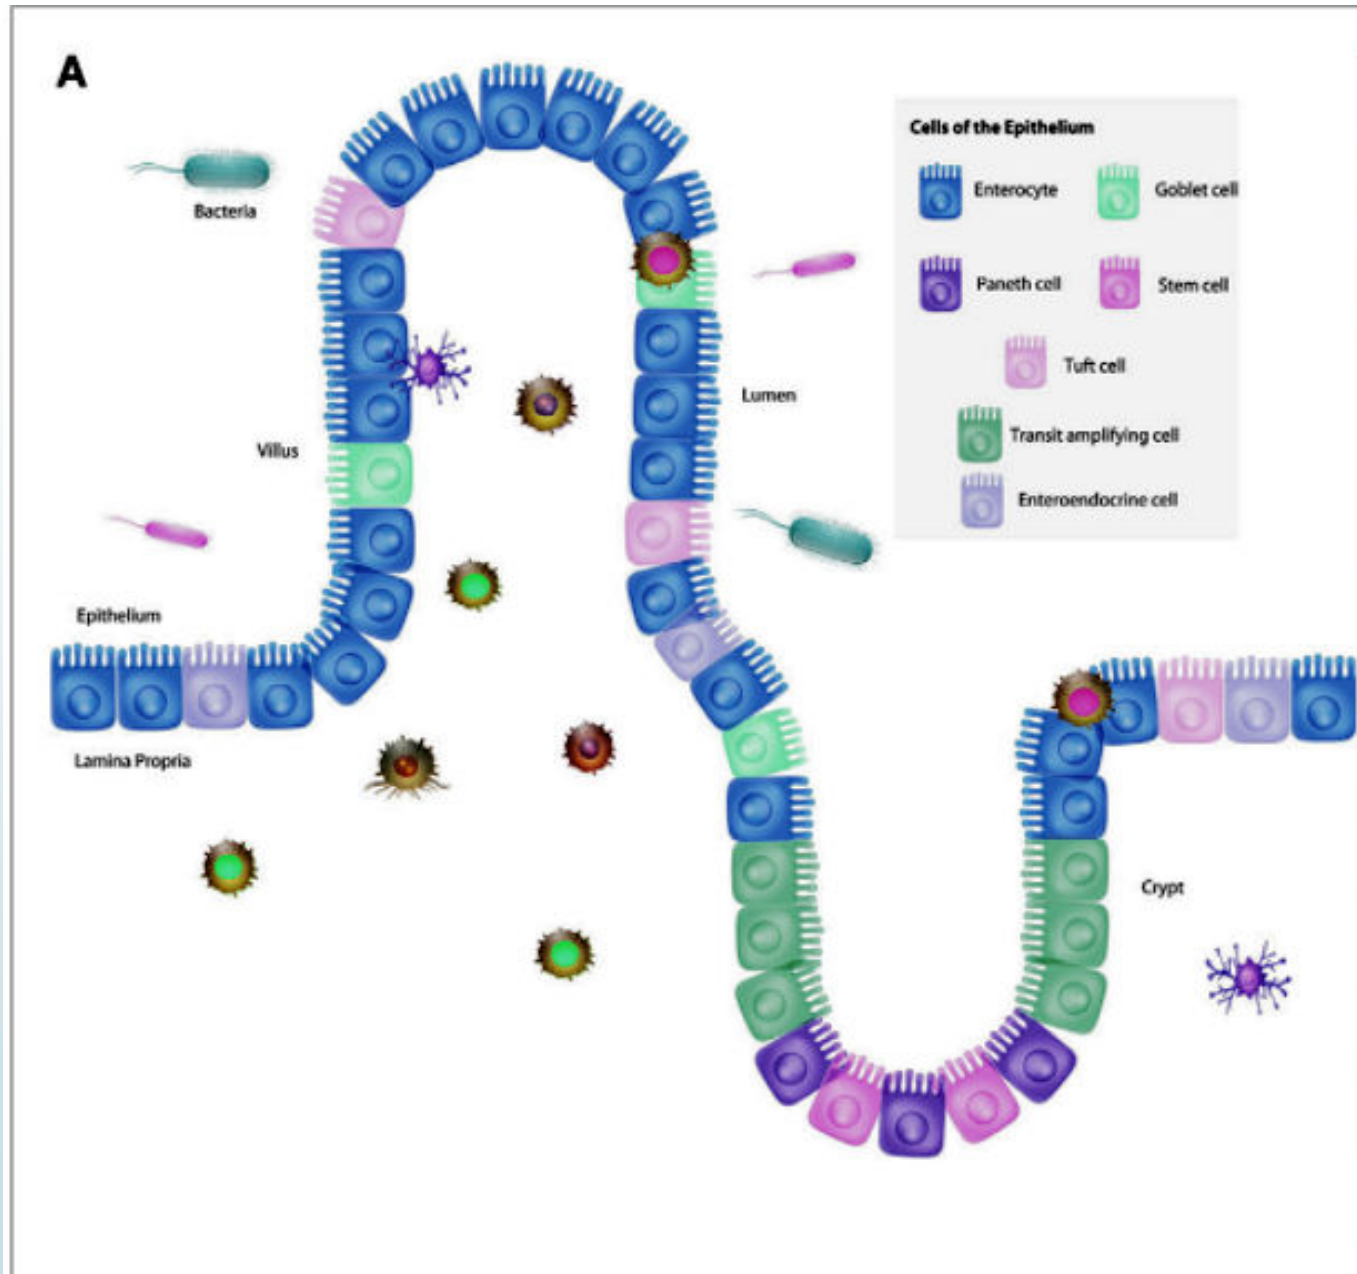 A
Cells of the Epithelium
Enterocyte
Goblet cell
Bacteria
Paneth cell
Stem cell
Tuft cell
Lumen
Transit amplifying cell
Villus
Enteroendocrine cell
Epithelium
Lamina Propria
Crypt